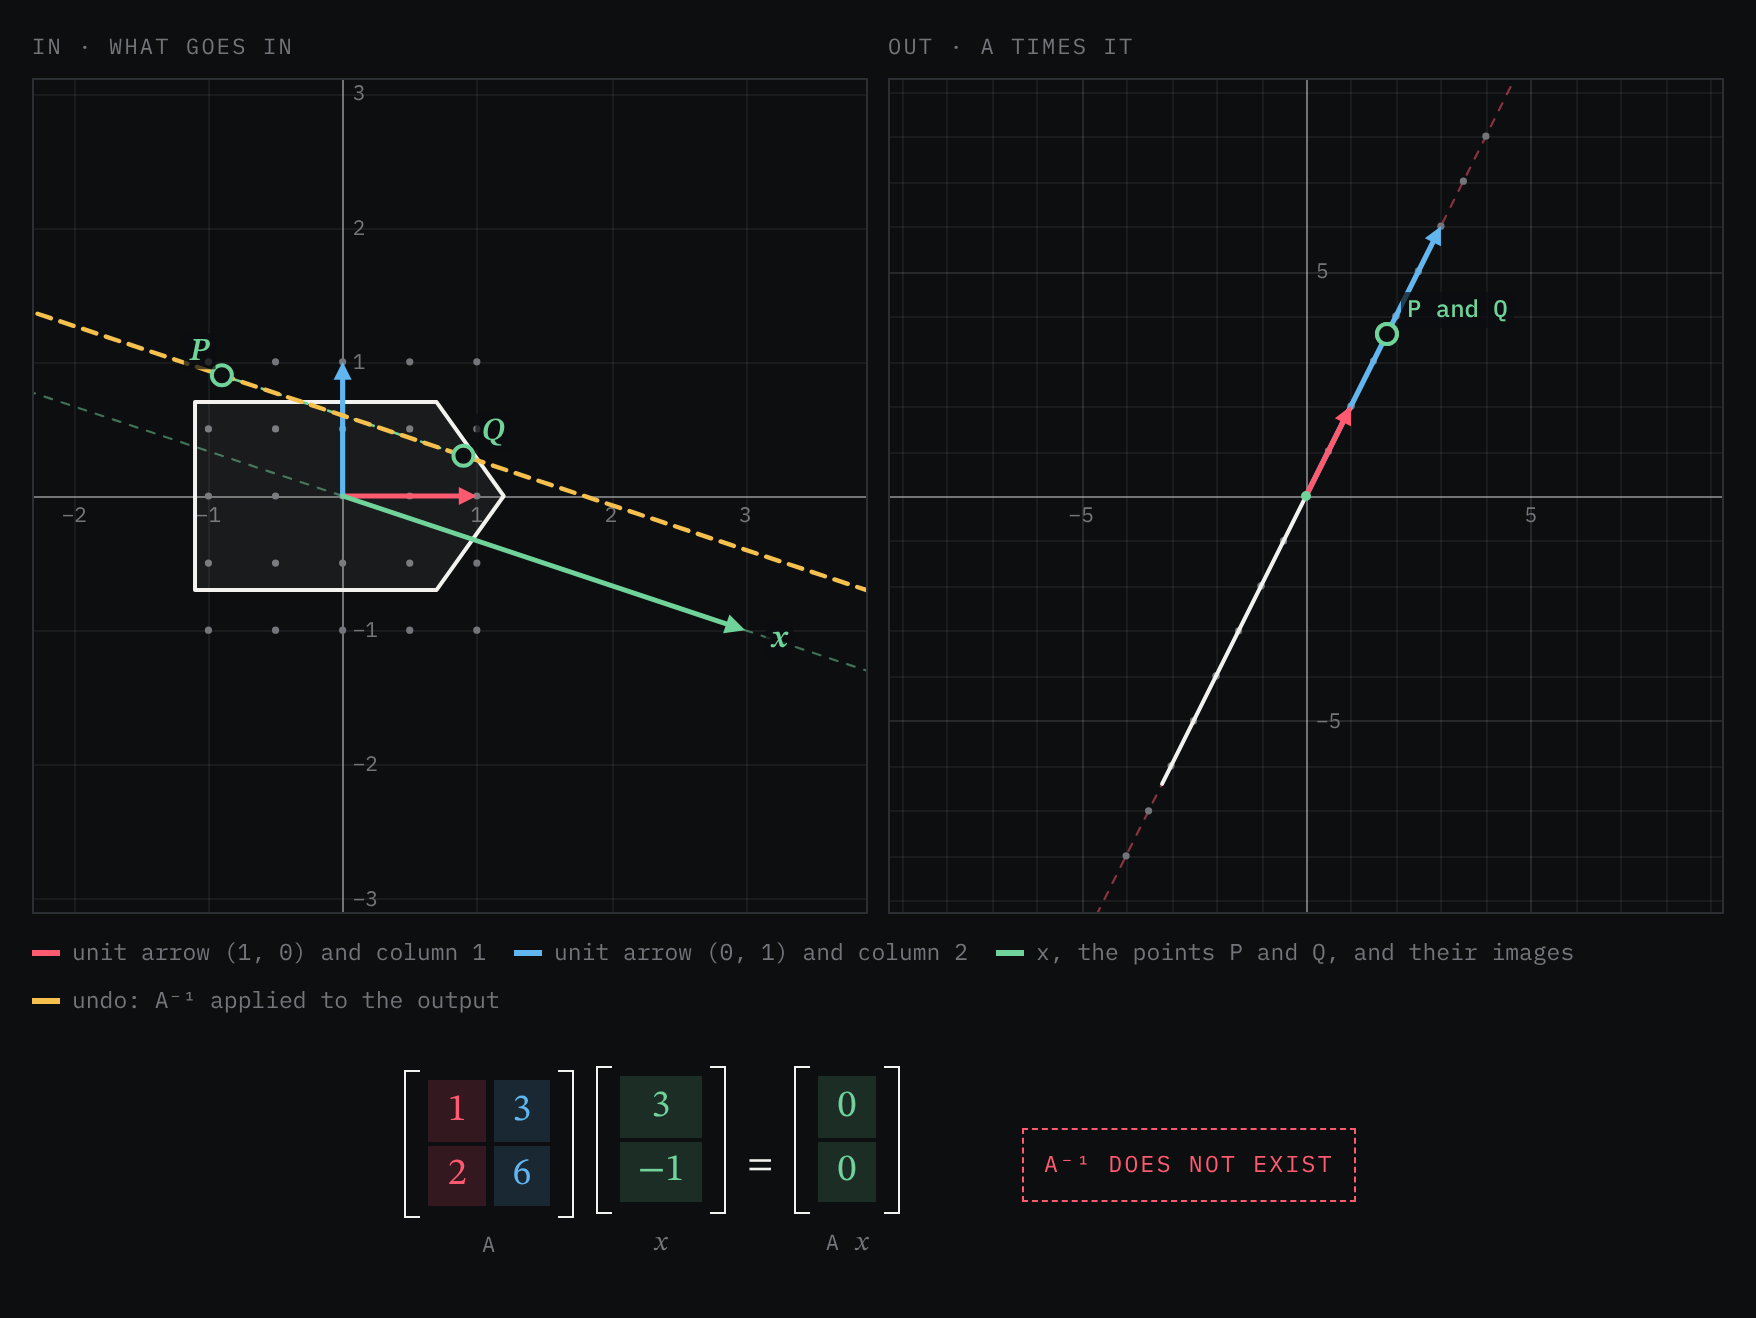 IN · WHAT GOES IN
OUT · A TIMES IT
3
2
1
P
Q
−2
−1
1
2
3
x
−1
−2
−3
5
P and Q
−5
5
−5
unit arrow (1, 0) and column 1
unit arrow (0, 1) and column 2
x, the points P and Q, and their images
undo: A⁻¹ applied to the output
1 3 3 0
2 6 −1 = 0
A x A x
A⁻¹ DOES NOT EXIST